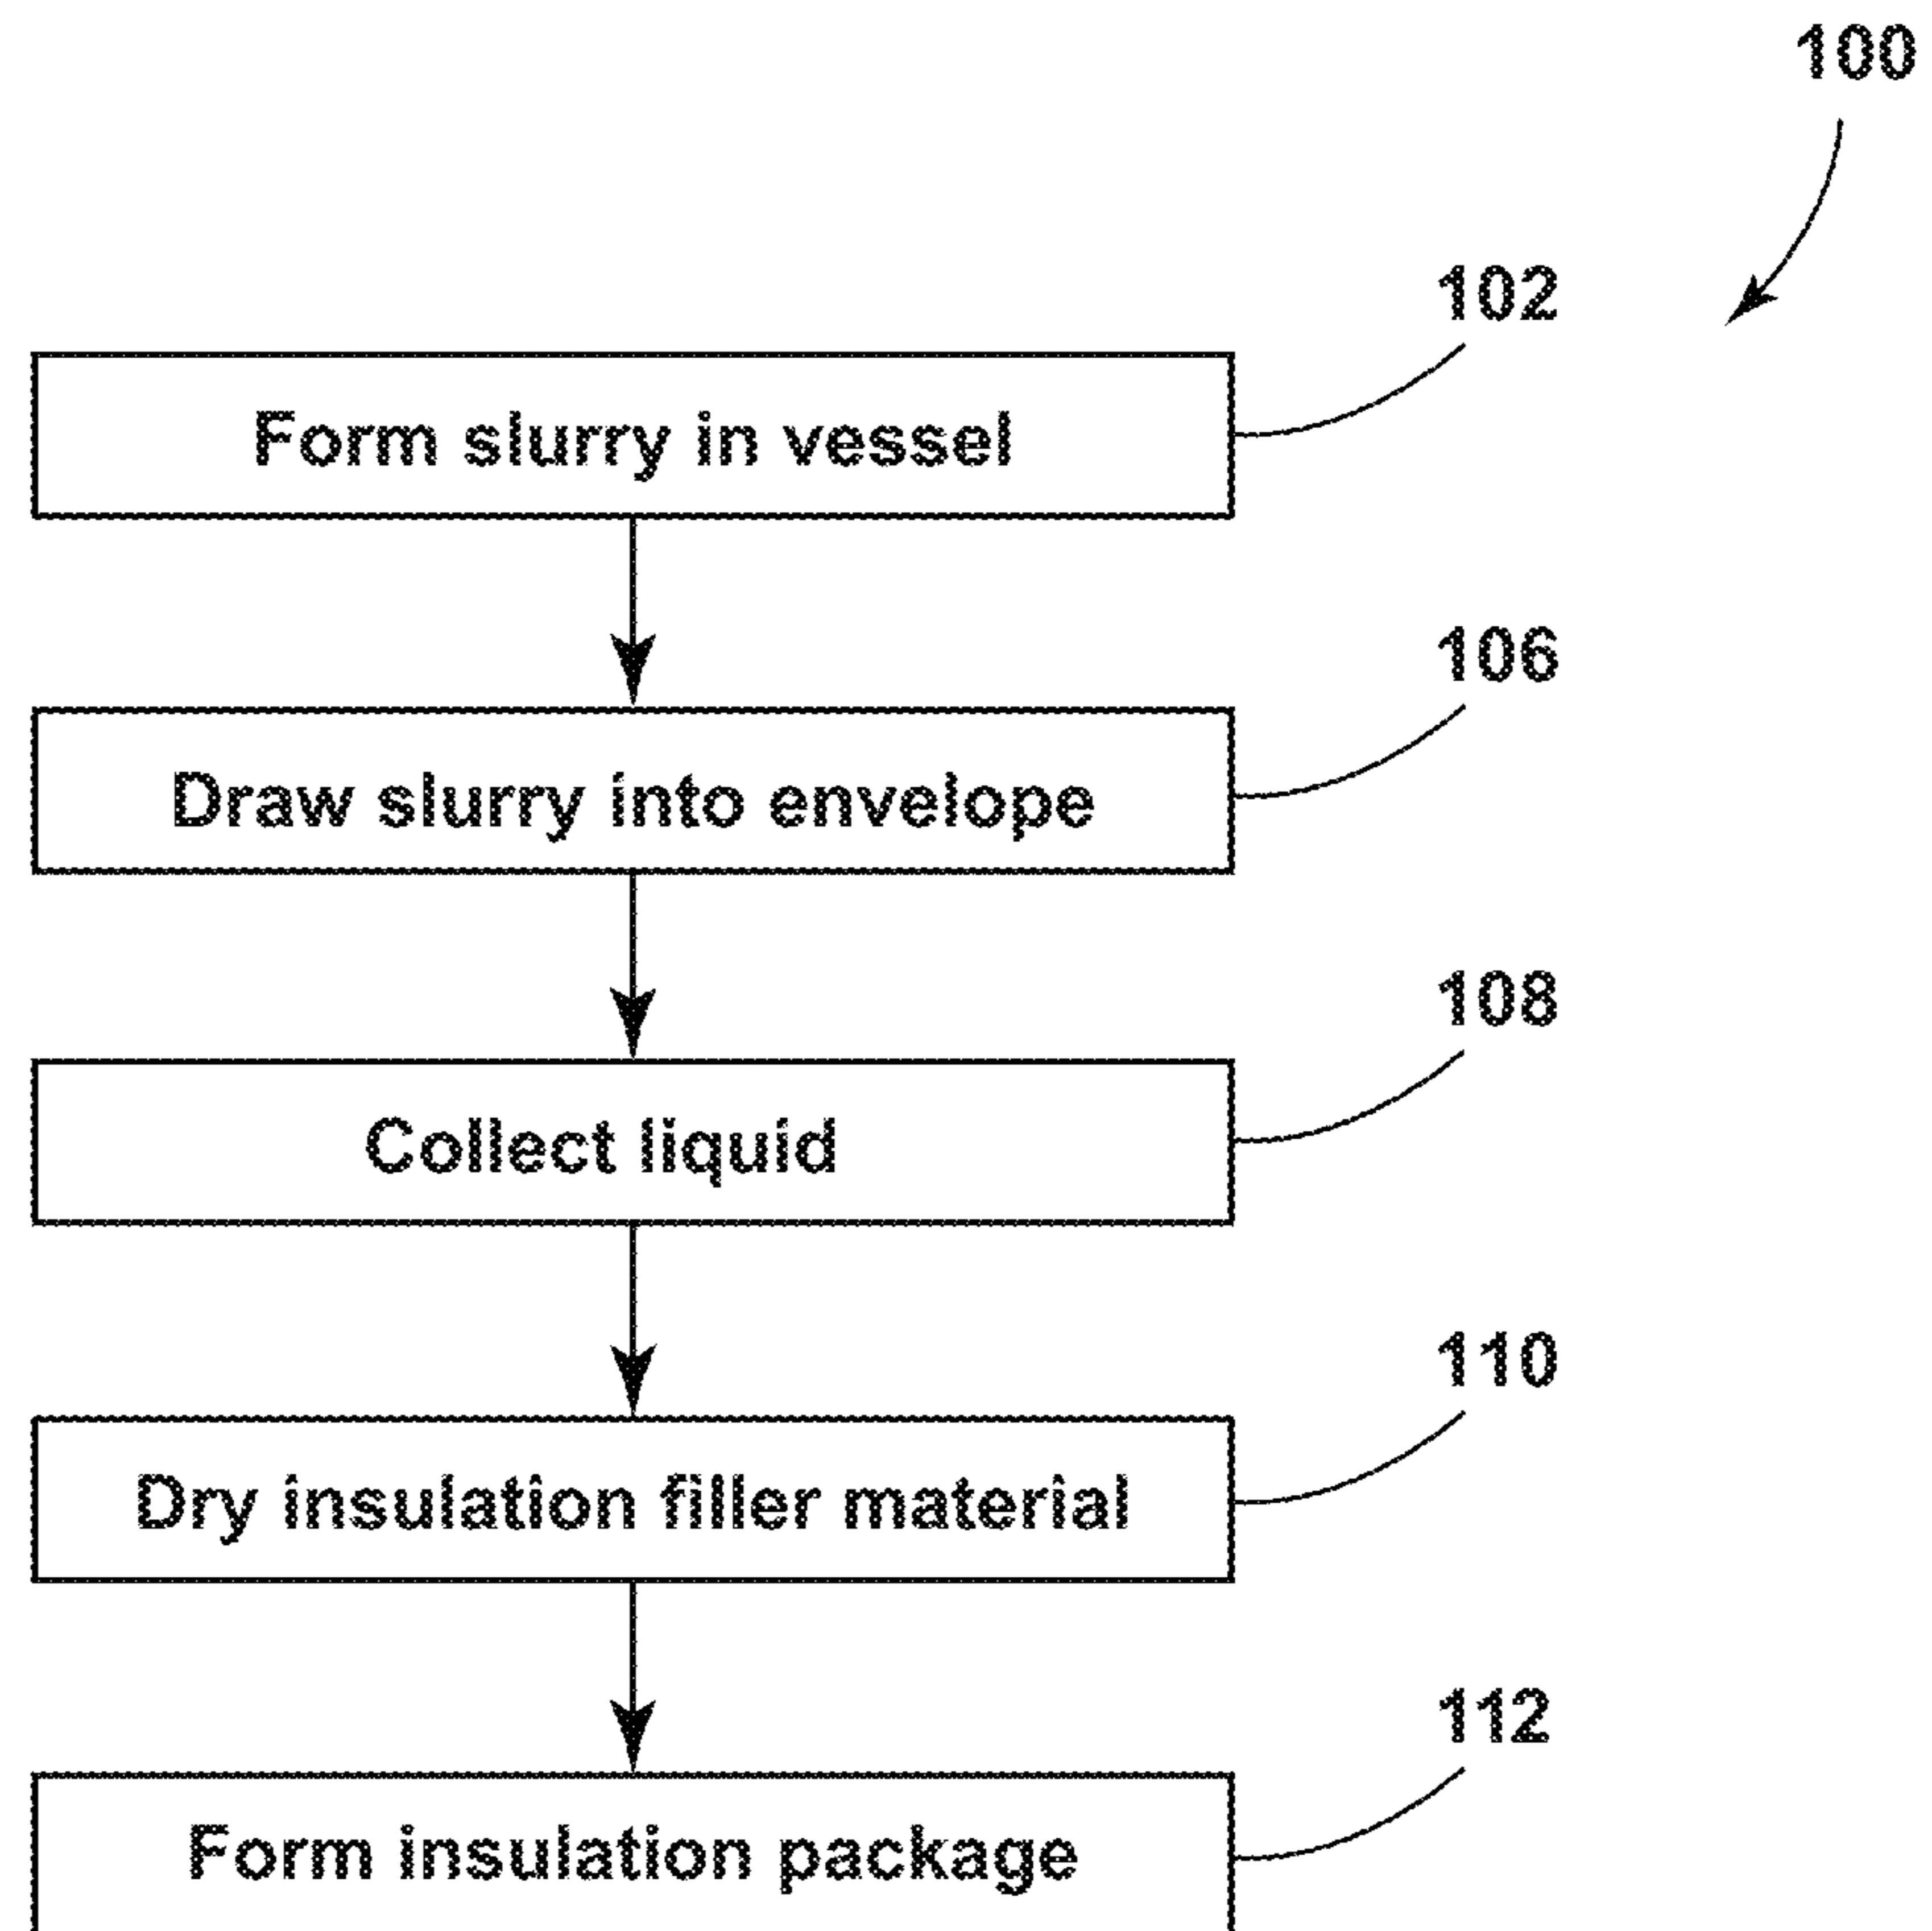 100
102
Form slurry in vessel
106
Draw slurry into envelope
108
Collect liquid
110
Dry insulation filler material
112
Form insulation package